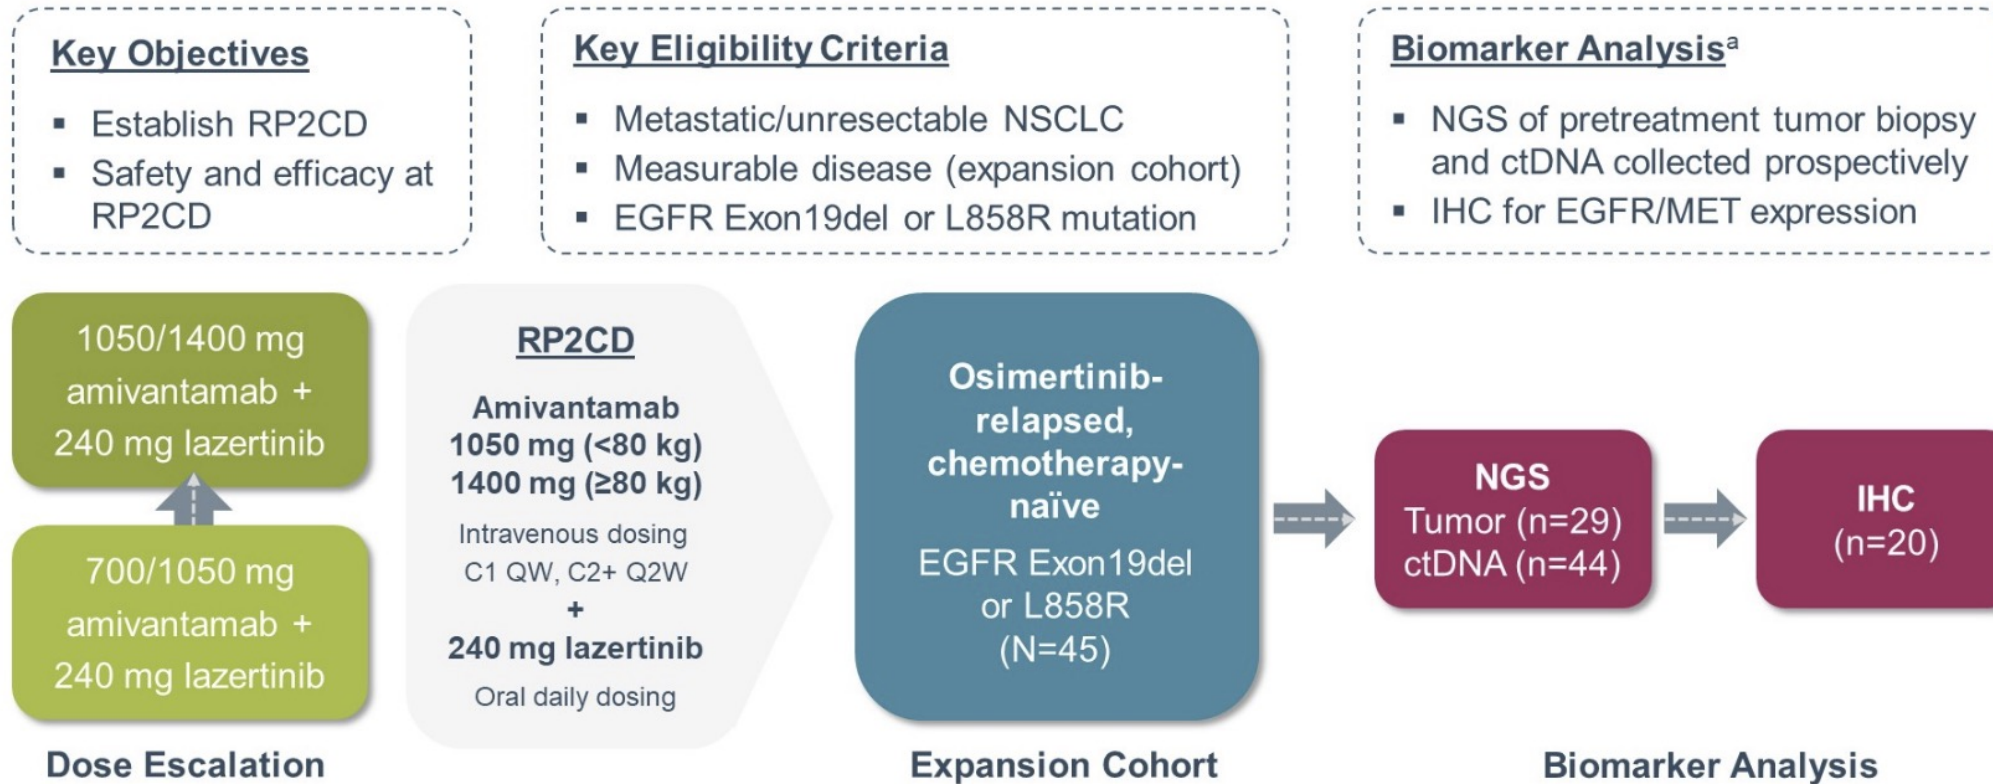 Key Objectives
▪ Establish RP2CD
▪ Safety and efficacy at
RP2CD
Key Eligibility Criteria
▪ Metastatic/unresectable NSCLC
▪ Measurable disease (expansion cohort)
▪ EGFR Exon19del or L858R mutation
Biomarker Analysisᵃ
▪ NGS of pretreatment tumor biopsy
and ctDNA collected prospectively
▪ IHC for EGFR/MET expression
1050/1400 mg
amivantamab +
240 mg lazertinib
700/1050 mg
amivantamab +
240 mg lazertinib
Dose Escalation
RP2CD
Amivantamab
1050 mg (<80 kg)
1400 mg (≥80 kg)
Intravenous dosing
C1 QW, C2+ Q2W
+
240 mg lazertinib
Oral daily dosing
Osimertinib-
relapsed,
chemotherapy-
naïve
EGFR Exon19del
or L858R
(N=45)
Expansion Cohort
NGS
Tumor (n=29)
ctDNA (n=44)
IHC
(n=20)
Biomarker Analysis